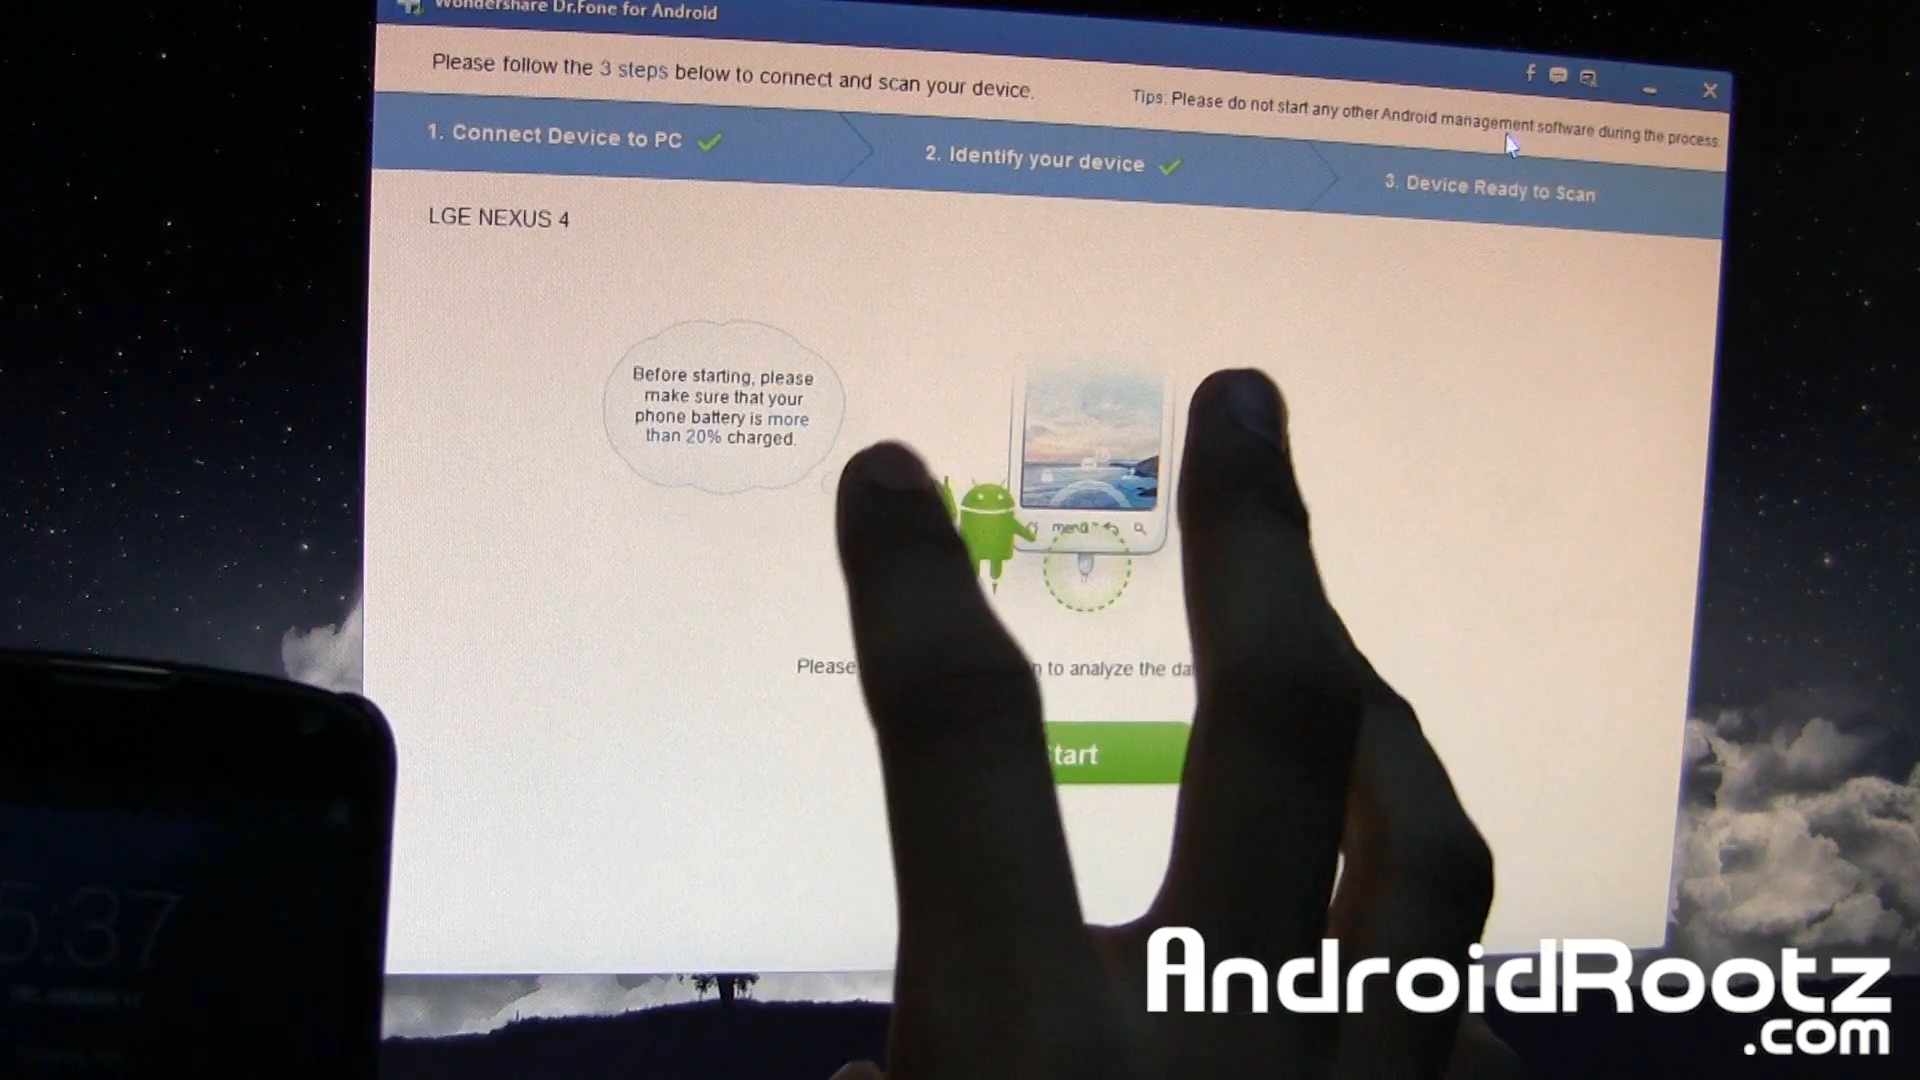 Wondershare Dr.Fone for Android
Please follow the 3 steps below to connect and scan your device.
Tips: Please do not start any other Android management software during the process.
1. Connect Device to PC
2. Identify your device
3. Device Ready to Scan
LGE NEXUS 4
Before starting, please
make sure that your
phone battery is more
than 20% charged.
menu
Please
to analyze the
tart
5:37
AndroidRootz
.com